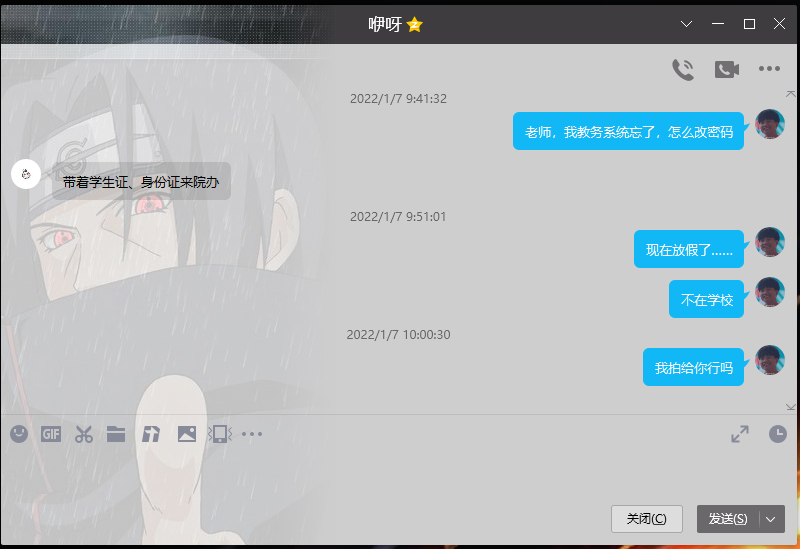 咿呀
2022/1/7 9:41:32
老师，我教务系统忘了，怎么改密码
带着学生证、身份证来院办
2022/1/7 9:51:01
现在放假了......
不在学校
2022/1/7 10:00:30
我拍给你行吗
GIF
关闭(C)
发送(S)